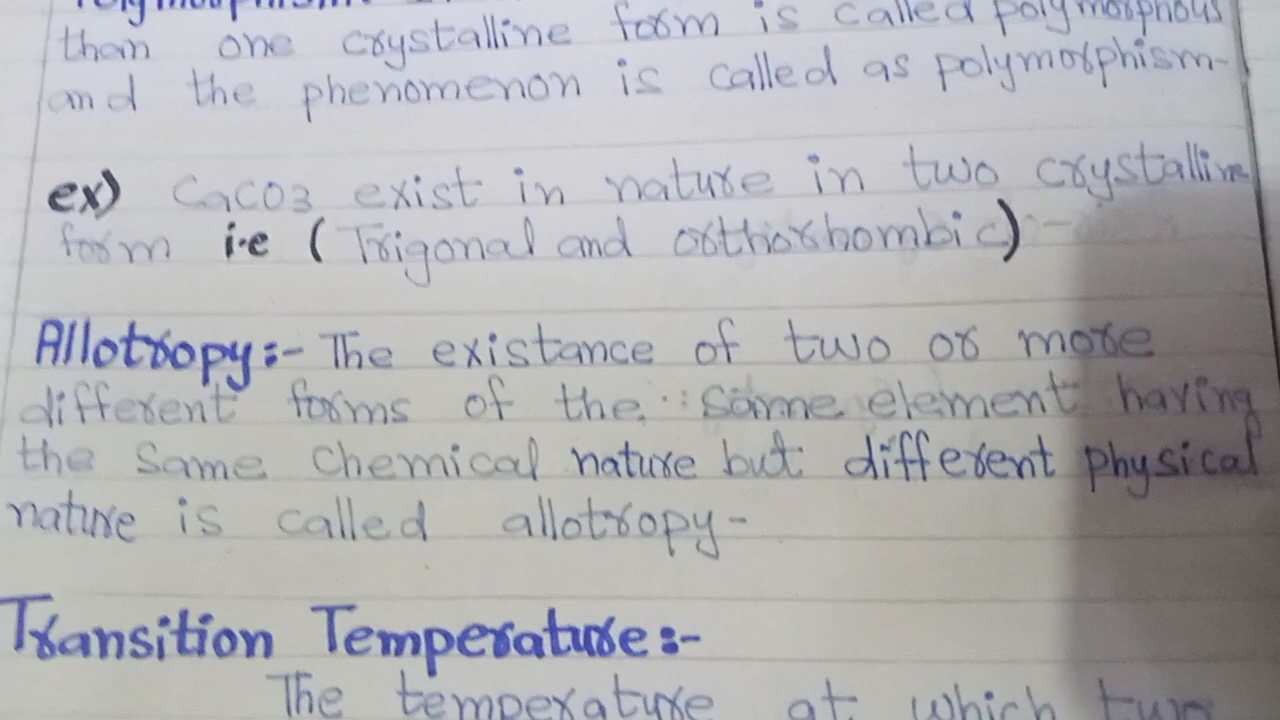 Polymorphism
than one crystalline form is called polymorphous
and the phenomenon is called as polymorphism-
ex) CaCO3 exist in nature in two crystalline
form i.e ( Trigonal and orthorhombic) -
Allotropy:- The existance of two or more
different forms of the same element having
the same chemical nature but different physical
nature is called allotropy-
Transition Temperature:-
The temperature at which two